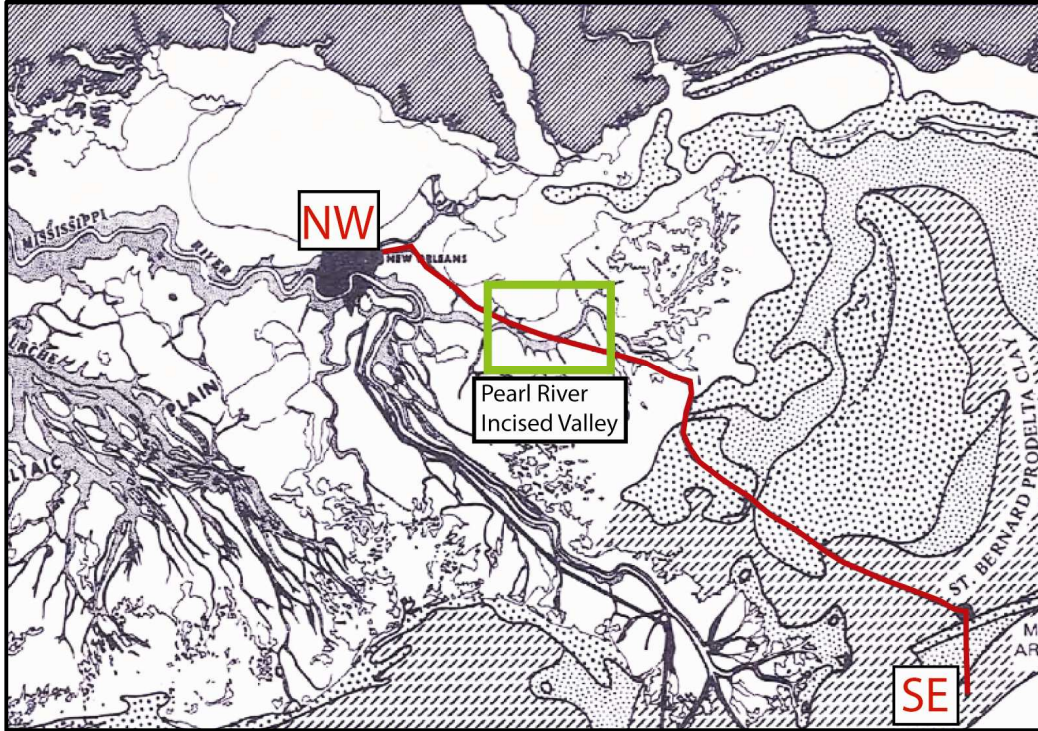 NW
MISSISSIPPI
RIVER
NEW ORLEANS
Pearl River
Incised Valley
PLAIN
ST. BERNARD PRODELTA CLAY
SE